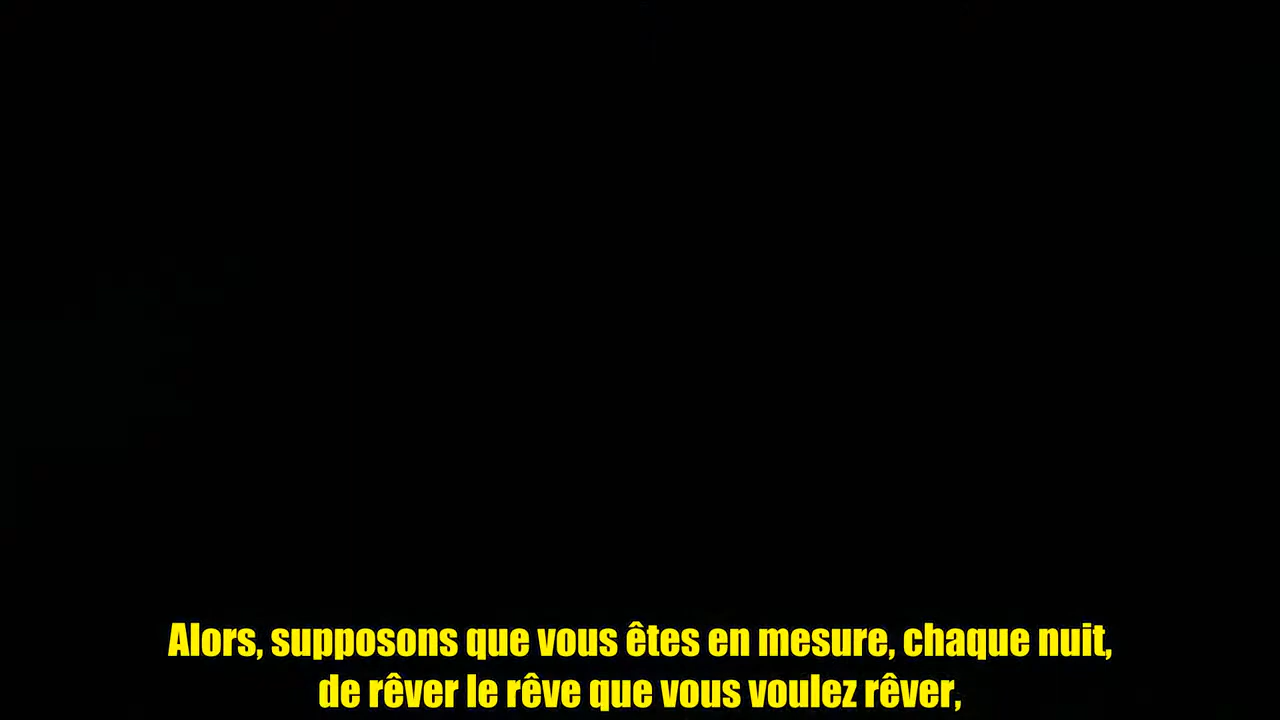 Alors, supposons que vous êtes en mesure, chaque nuit,
de rêver le rêve que vous voulez rêver,